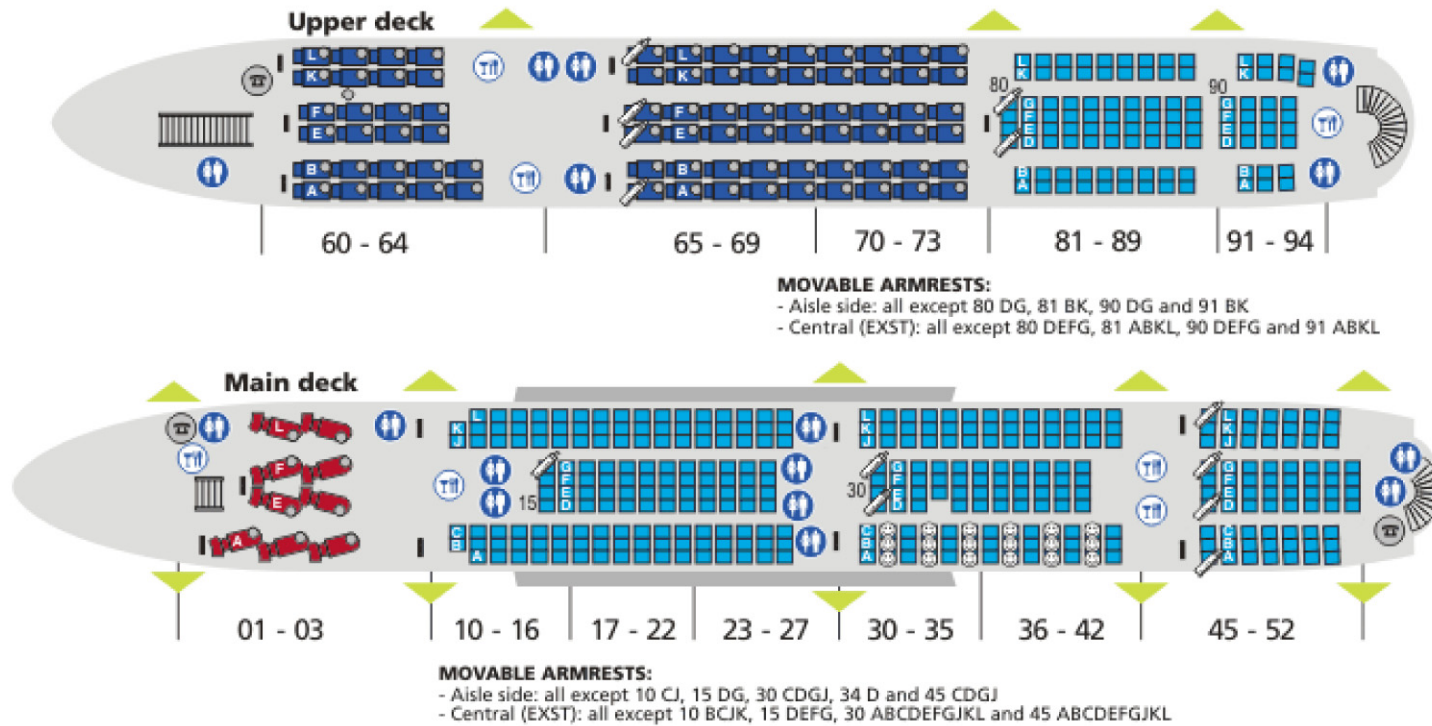 Upper deck
L
K
F
E
B
A
L
K
F
E
B
A
L
K
80
G
F
E
D
B
A
L
K
90
G
F
E
D
B
A
60 - 64
65 - 69
70 - 73
81 - 89
91 - 94
MOVABLE ARMRESTS:
- Aisle side: all except 80 DG, 81 BK, 90 DG and 91 BK
- Central (EXST): all except 80 DEFG, 81 ABKL, 90 DEFG and 91 ABKL
Main deck
L
F
E
A
L
K
J
15
G
F
E
D
C
B
A
L
K
J
30
G
F
E
D
C
B
A
L
K
J
G
F
E
D
C
B
A
01 - 03
10 - 16
17 - 22
23 - 27
30 - 35
36 - 42
45 - 52
MOVABLE ARMRESTS:
- Aisle side: all except 10 CJ, 15 DG, 30 CDGJ, 34 D and 45 CDGJ
- Central (EXST): all except 10 BCJK, 15 DEFG, 30 ABCDEFGJKL and 45 ABCDEFGJKL